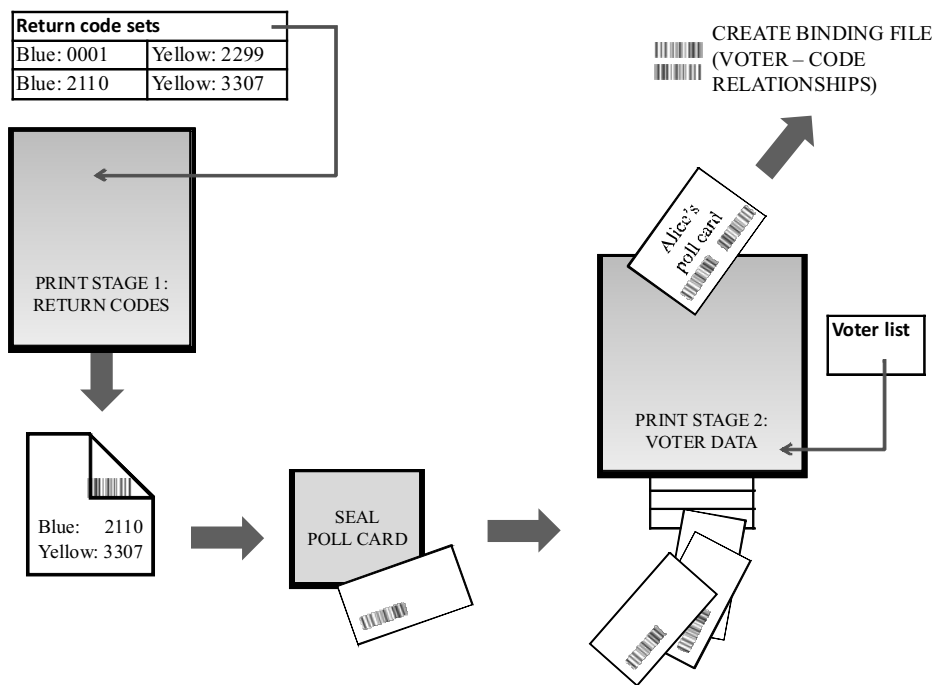 Return code sets
Blue: 0001 Yellow: 2299
Blue: 2110 Yellow: 3307
CREATE BINDING FILE
(VOTER – CODE
RELATIONSHIPS)
Alice's
poll card
PRINT STAGE 1:
RETURN CODES
Voter list
PRINT STAGE 2:
VOTER DATA
Blue: 2110
Yellow: 3307
SEAL
POLL CARD